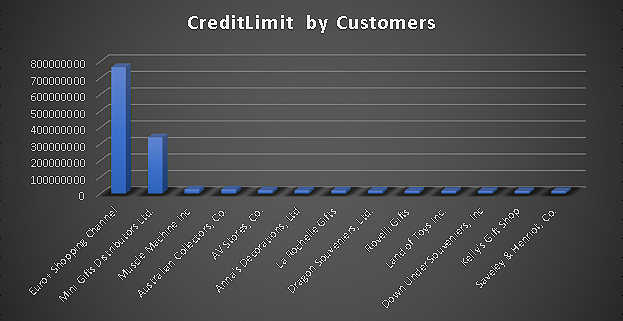 CreditLimit by Customers
800000000
700000000
600000000
500000000
400000000
300000000
200000000
100000000
0
Euro+ Shopping Channel
Mini Gifts Distributors Ltd.
Muscle Machine Inc
Australian Collectors, Co.
AV Stores, Co.
Anna's Decorations, Ltd
La Rochelle Gifts
Dragon Souveniers, Ltd.
Rovelli Gifts
Land of Toys Inc.
Down Under Souveniers, Inc
Kelly's Gift Shop
Saveley & Henriot, Co.